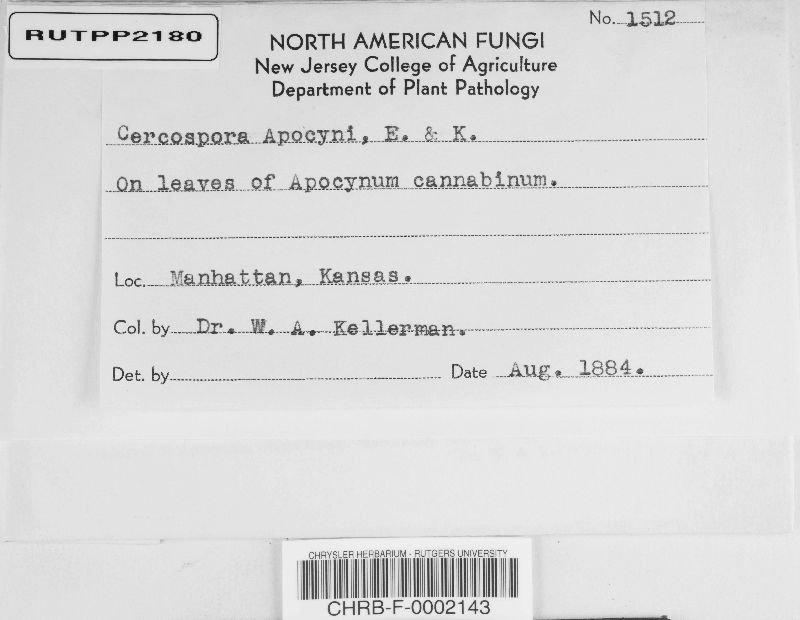 RUTPP2180
No. 1512
NORTH AMERICAN FUNGI
New Jersey College of Agriculture
Department of Plant Pathology
Cercospora Apocyni, E. & K.
On leaves of Apocynum cannabinum.
Loc. Manhattan, Kansas.
Col. by Dr. W. A. Kellerman.
Det. by Date Aug. 1884.
CHRYSLER HERBARIUM - RUTGERS UNIVERSITY
CHRB-F-0002143